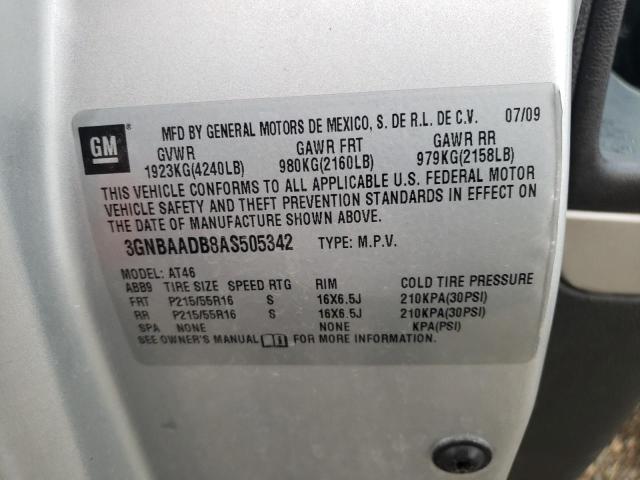 GM
MFD BY GENERAL MOTORS DE MEXICO, S. DE R.L. DE C.V. 07/09
GVWR GAWR FRT GAWR RR
1923KG(4240LB) 980KG(2160LB) 979KG(2158LB)
THIS VEHICLE CONFORMS TO ALL APPLICABLE U.S. FEDERAL MOTOR
VEHICLE SAFETY AND THEFT PREVENTION STANDARDS IN EFFECT ON
THE DATE OF MANUFACTURE SHOWN ABOVE.
3GNBAADB8AS505342 TYPE: M.P.V.
MODEL: AT46
ABB9 TIRE SIZE SPEED RTG RIM COLD TIRE PRESSURE
FRT P215/55R16 S 16X6.5J 210KPA(30PSI)
RR P215/55R16 S 16X6.5J 210KPA(30PSI)
SPA NONE NONE KPA(PSI)
SEE OWNER'S MANUAL FOR MORE INFORMATION.